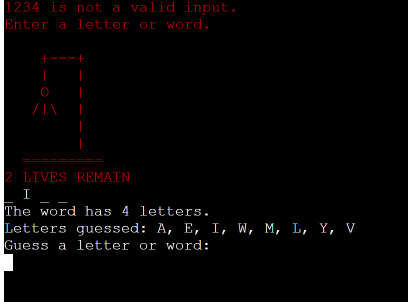 1234 is not a valid input.
Enter a letter or word.
+---+
|   |
O   |
/|\  |
|
|
=========
2 LIVES REMAIN
_ I _ _
The word has 4 letters.
Letters guessed: A, E, I, W, M, L, Y, V
Guess a letter or word: